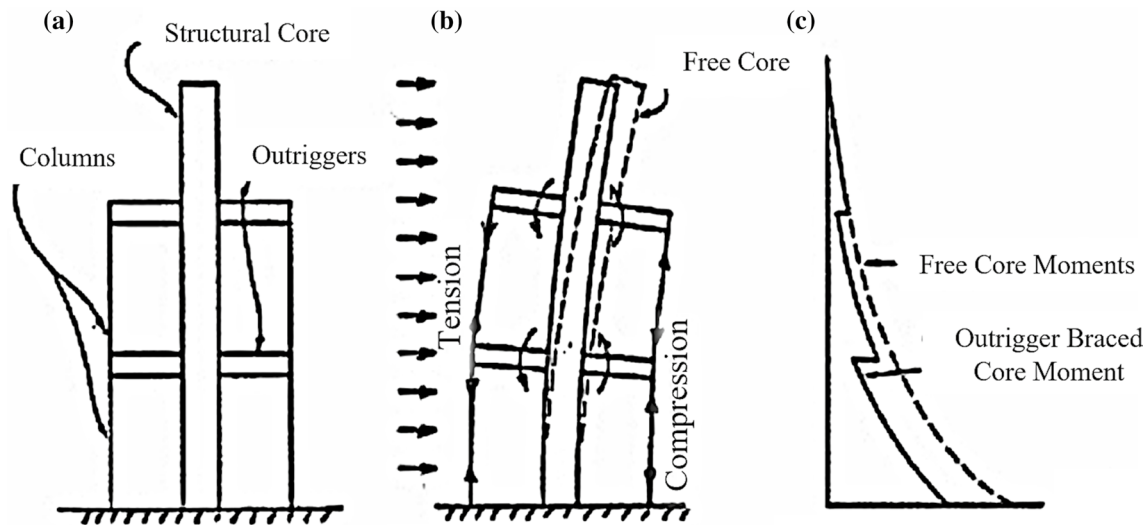 (a)
Structural Core
Columns
Outriggers
(b)
Free Core
Tension
Compression
(c)
Free Core Moments
Outrigger Braced
Core Moment